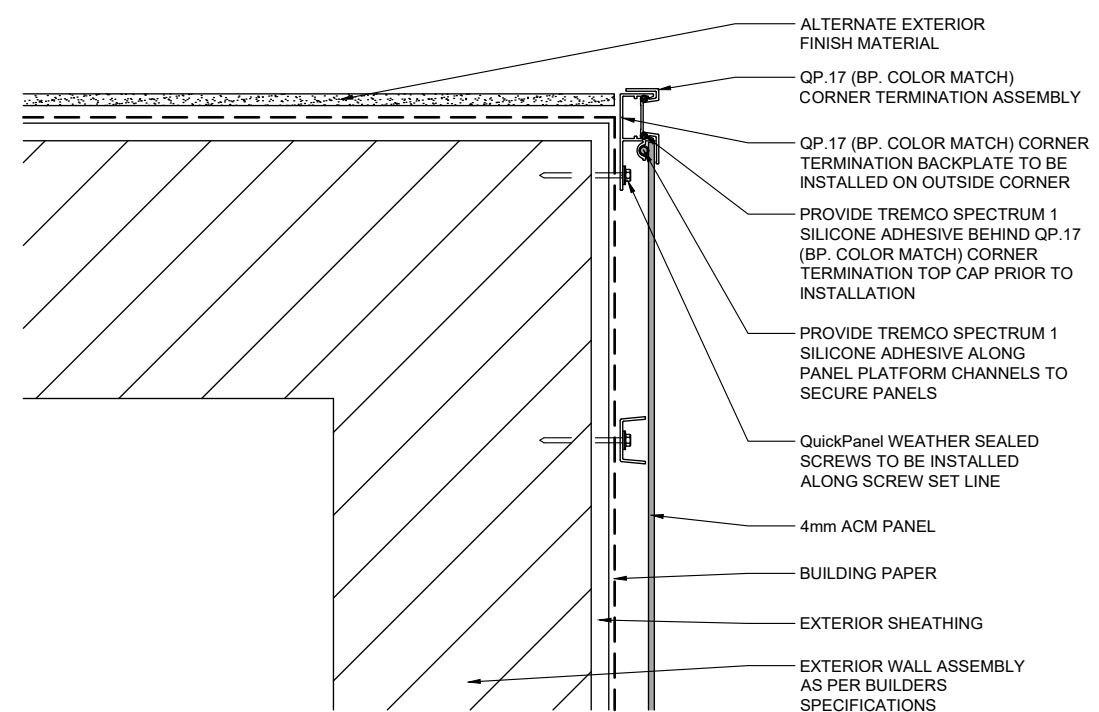 ALTERNATE EXTERIOR
FINISH MATERIAL
QP.17 (BP. COLOR MATCH)
CORNER TERMINATION ASSEMBLY
QP.17 (BP. COLOR MATCH) CORNER
TERMINATION BACKPLATE TO BE
INSTALLED ON OUTSIDE CORNER
PROVIDE TREMCO SPECTRUM 1
SILICONE ADHESIVE BEHIND QP.17
(BP. COLOR MATCH) CORNER
TERMINATION TOP CAP PRIOR TO
INSTALLATION
PROVIDE TREMCO SPECTRUM 1
SILICONE ADHESIVE ALONG
PANEL PLATFORM CHANNELS TO
SECURE PANELS
QuickPanel WEATHER SEALED
SCREWS TO BE INSTALLED
ALONG SCREW SET LINE
4mm ACM PANEL
BUILDING PAPER
EXTERIOR SHEATHING
EXTERIOR WALL ASSEMBLY
AS PER BUILDERS
SPECIFICATIONS